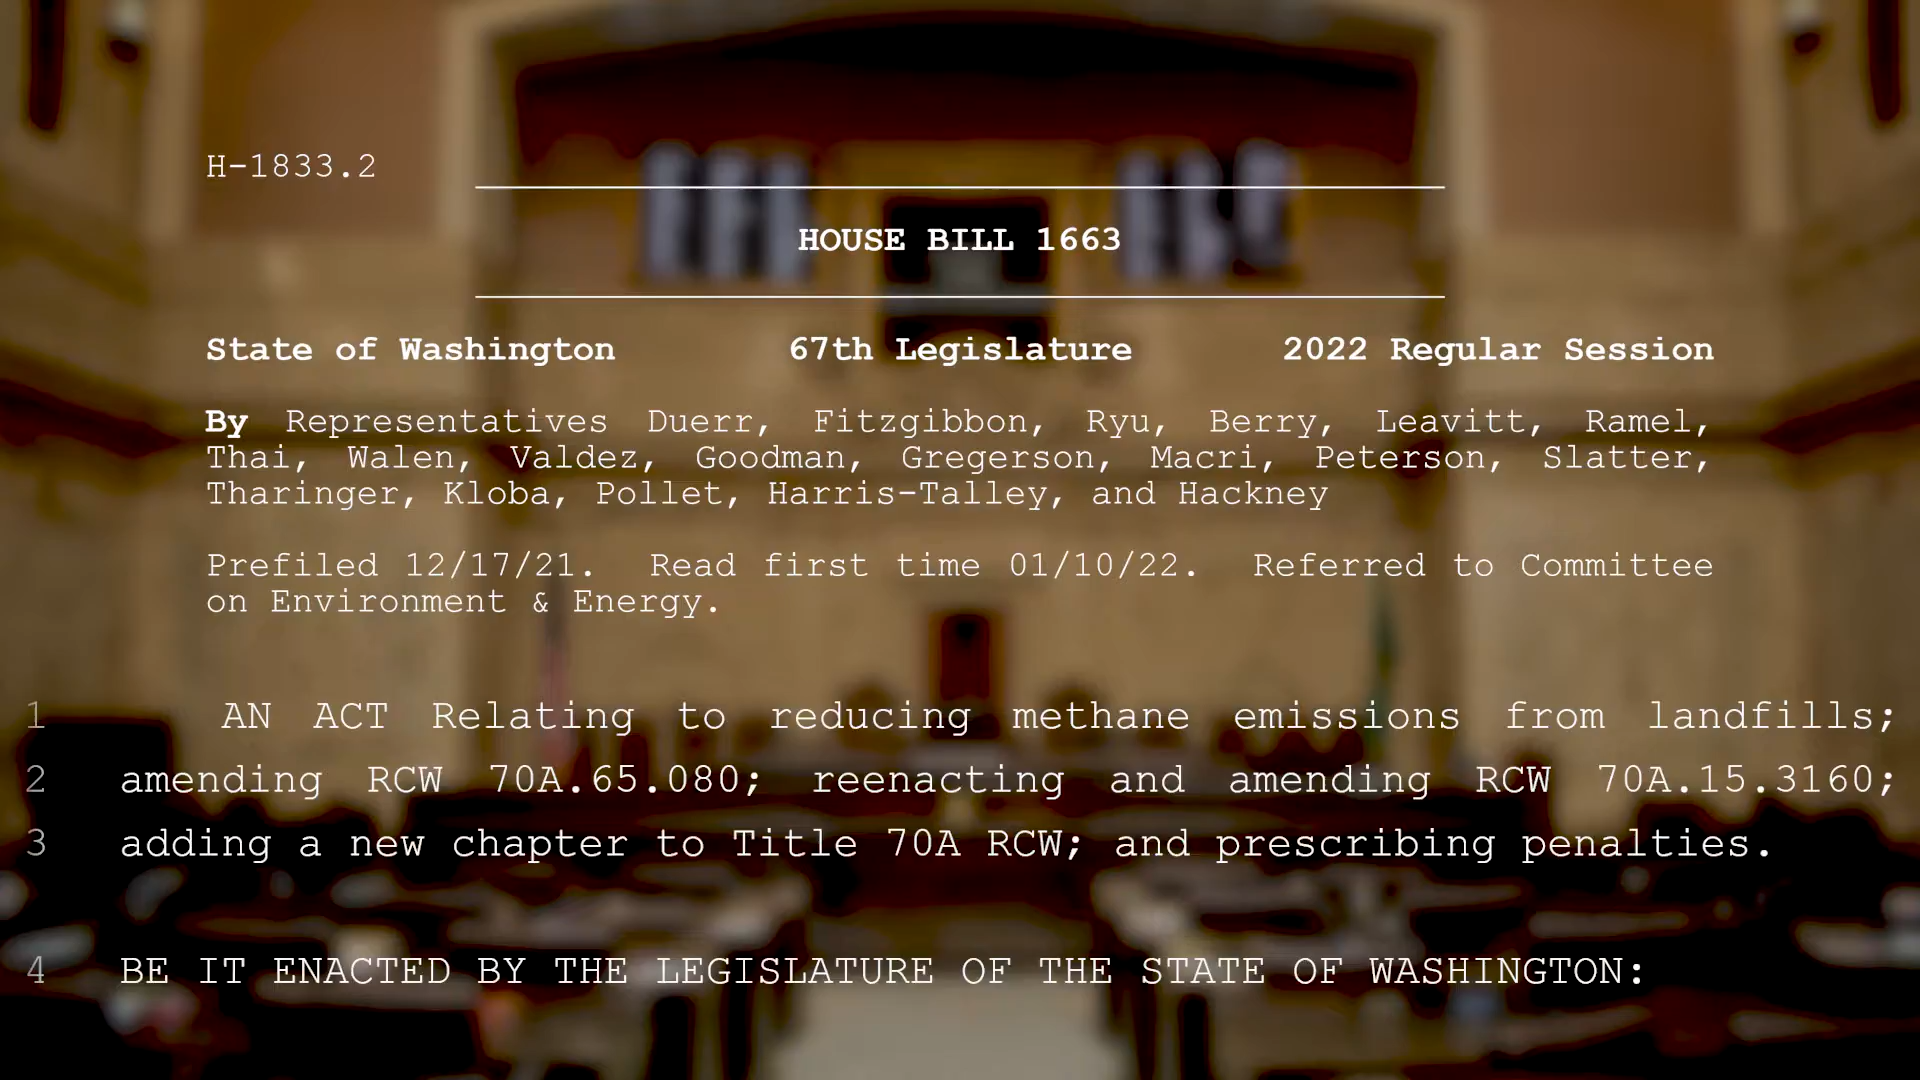 H-1833.2
HOUSE BILL 1663
State of Washington 67th Legislature 2022 Regular Session
By Representatives Duerr, Fitzgibbon, Ryu, Berry, Leavitt, Ramel,
Thai, Walen, Valdez, Goodman, Gregerson, Macri, Peterson, Slatter,
Tharinger, Kloba, Pollet, Harris-Talley, and Hackney
Prefiled 12/17/21. Read first time 01/10/22. Referred to Committee
on Environment & Energy.
1 AN ACT Relating to reducing methane emissions from landfills;
2 amending RCW 70A.65.080; reenacting and amending RCW 70A.15.3160;
3 adding a new chapter to Title 70A RCW; and prescribing penalties.
4 BE IT ENACTED BY THE LEGISLATURE OF THE STATE OF WASHINGTON: